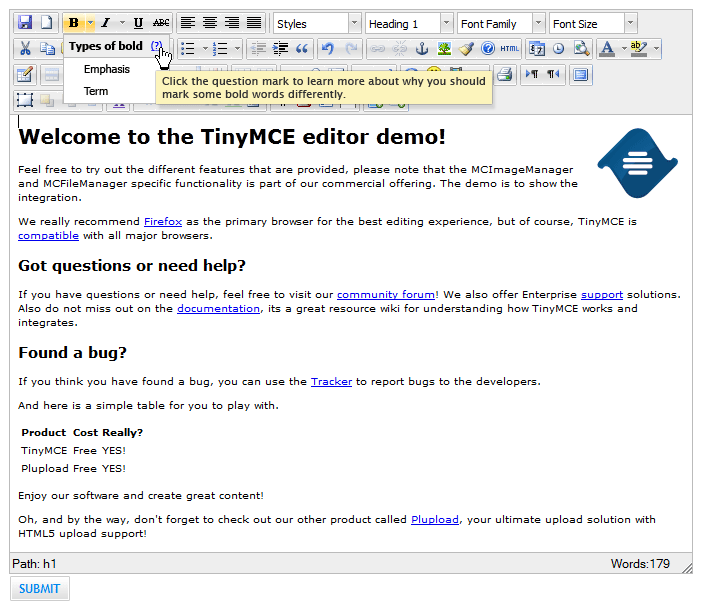 B I U ABC Styles Heading 1 Font Family Font Size
Types of bold (?)
HTML
Emphasis
Term
Click the question mark to learn more about why you should
mark some bold words differently.
Welcome to the TinyMCE editor demo!
Feel free to try out the different features that are provided, please note that the MCImageManager
and MCFileManager specific functionality is part of our commercial offering. The demo is to show the
integration.
We really recommend Firefox as the primary browser for the best editing experience, but of course, TinyMCE is
compatible with all major browsers.
Got questions or need help?
If you have questions or need help, feel free to visit our community forum! We also offer Enterprise support solutions.
Also do not miss out on the documentation, its a great resource wiki for understanding how TinyMCE works and
integrates.
Found a bug?
If you think you have found a bug, you can use the Tracker to report bugs to the developers.
And here is a simple table for you to play with.
Product Cost Really?
TinyMCE Free YES!
Plupload Free YES!
Enjoy our software and create great content!
Oh, and by the way, don't forget to check out our other product called Plupload, your ultimate upload solution with
HTML5 upload support!
Path: h1 Words:179
SUBMIT